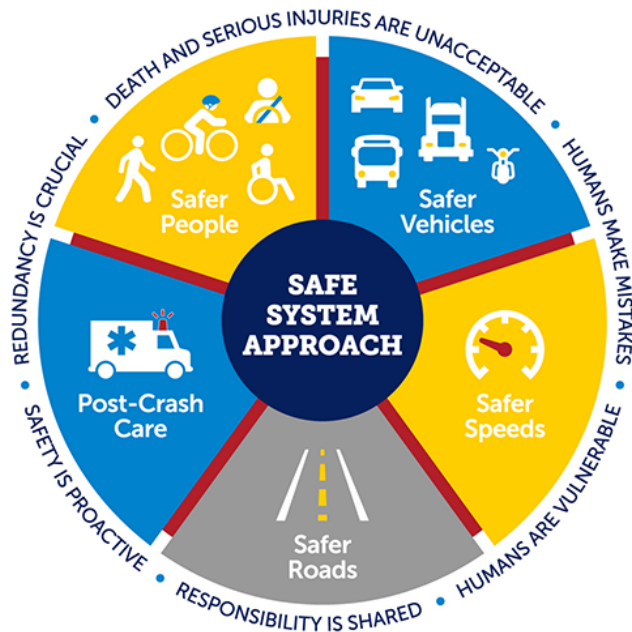 DEATH AND SERIOUS INJURIES ARE UNACCEPTABLE
HUMANS MAKE MISTAKES
HUMANS ARE VULNERABLE
RESPONSIBILITY IS SHARED
SAFETY IS PROACTIVE
REDUNDANCY IS CRUCIAL
Safer
People
Safer
Vehicles
SAFE
SYSTEM
APPROACH
Post-Crash
Care
Safer
Speeds
Safer
Roads